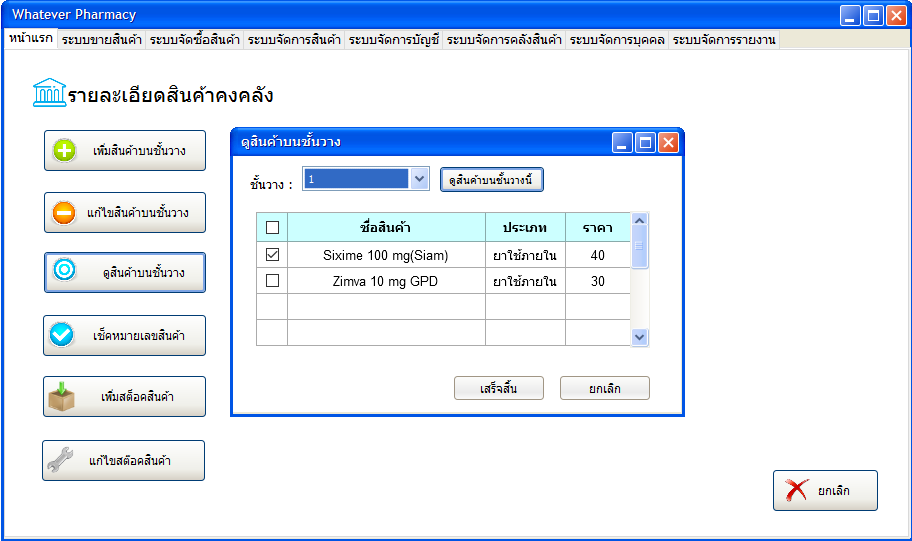 Whatever Pharmacy
หน้าแรก ระบบขายสินค้า ระบบจัดซื้อสินค้า ระบบจัดการสินค้า ระบบจัดการบัญชี ระบบจัดการคลังสินค้า ระบบจัดการบุคคล ระบบจัดการรายงาน
รายละเอียดสินค้าคงคลัง
เพิ่มสินค้าบนชั้นวาง
แก้ไขสินค้าบนชั้นวาง
ดูสินค้าบนชั้นวาง
เช็คหมายเลขสินค้า
เพิ่มสต็อคสินค้า
แก้ไขสต๊อคสินค้า
ดูสินค้าบนชั้นวาง
ชั้นวาง : 1 ดูสินค้าบนชั้นวางนี้
ชื่อสินค้า ประเภท ราคา
Sixime 100 mg(Siam) ยาใช้ภายใน 40
Zimva 10 mg GPD ยาใช้ภายใน 30
เสร็จสิ้น ยกเลิก
ยกเลิก